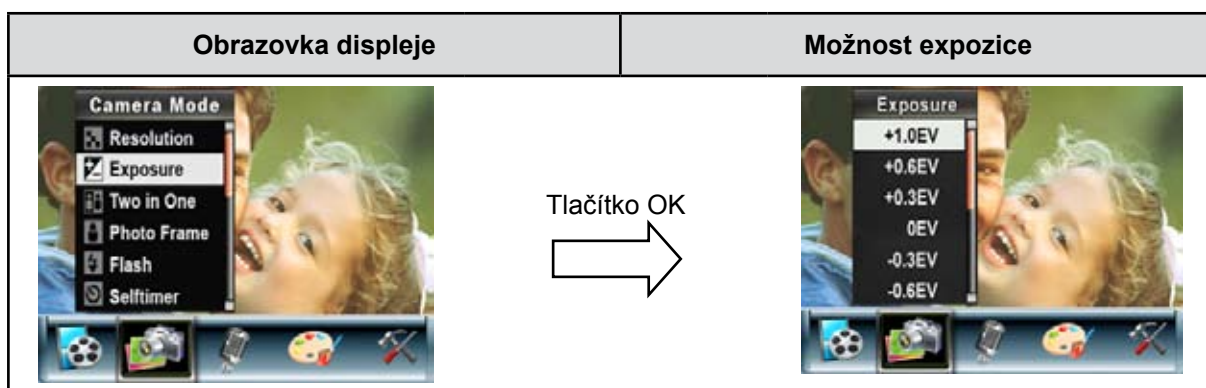 Obrazovka displeje
Možnost expozice
Camera Mode
Resolution
Exposure
Two in One
Photo Frame
Flash
Selftimer
Tlačítko OK
Exposure
+1.0EV
+0.6EV
+0.3EV
0EV
-0.3EV
-0.6EV